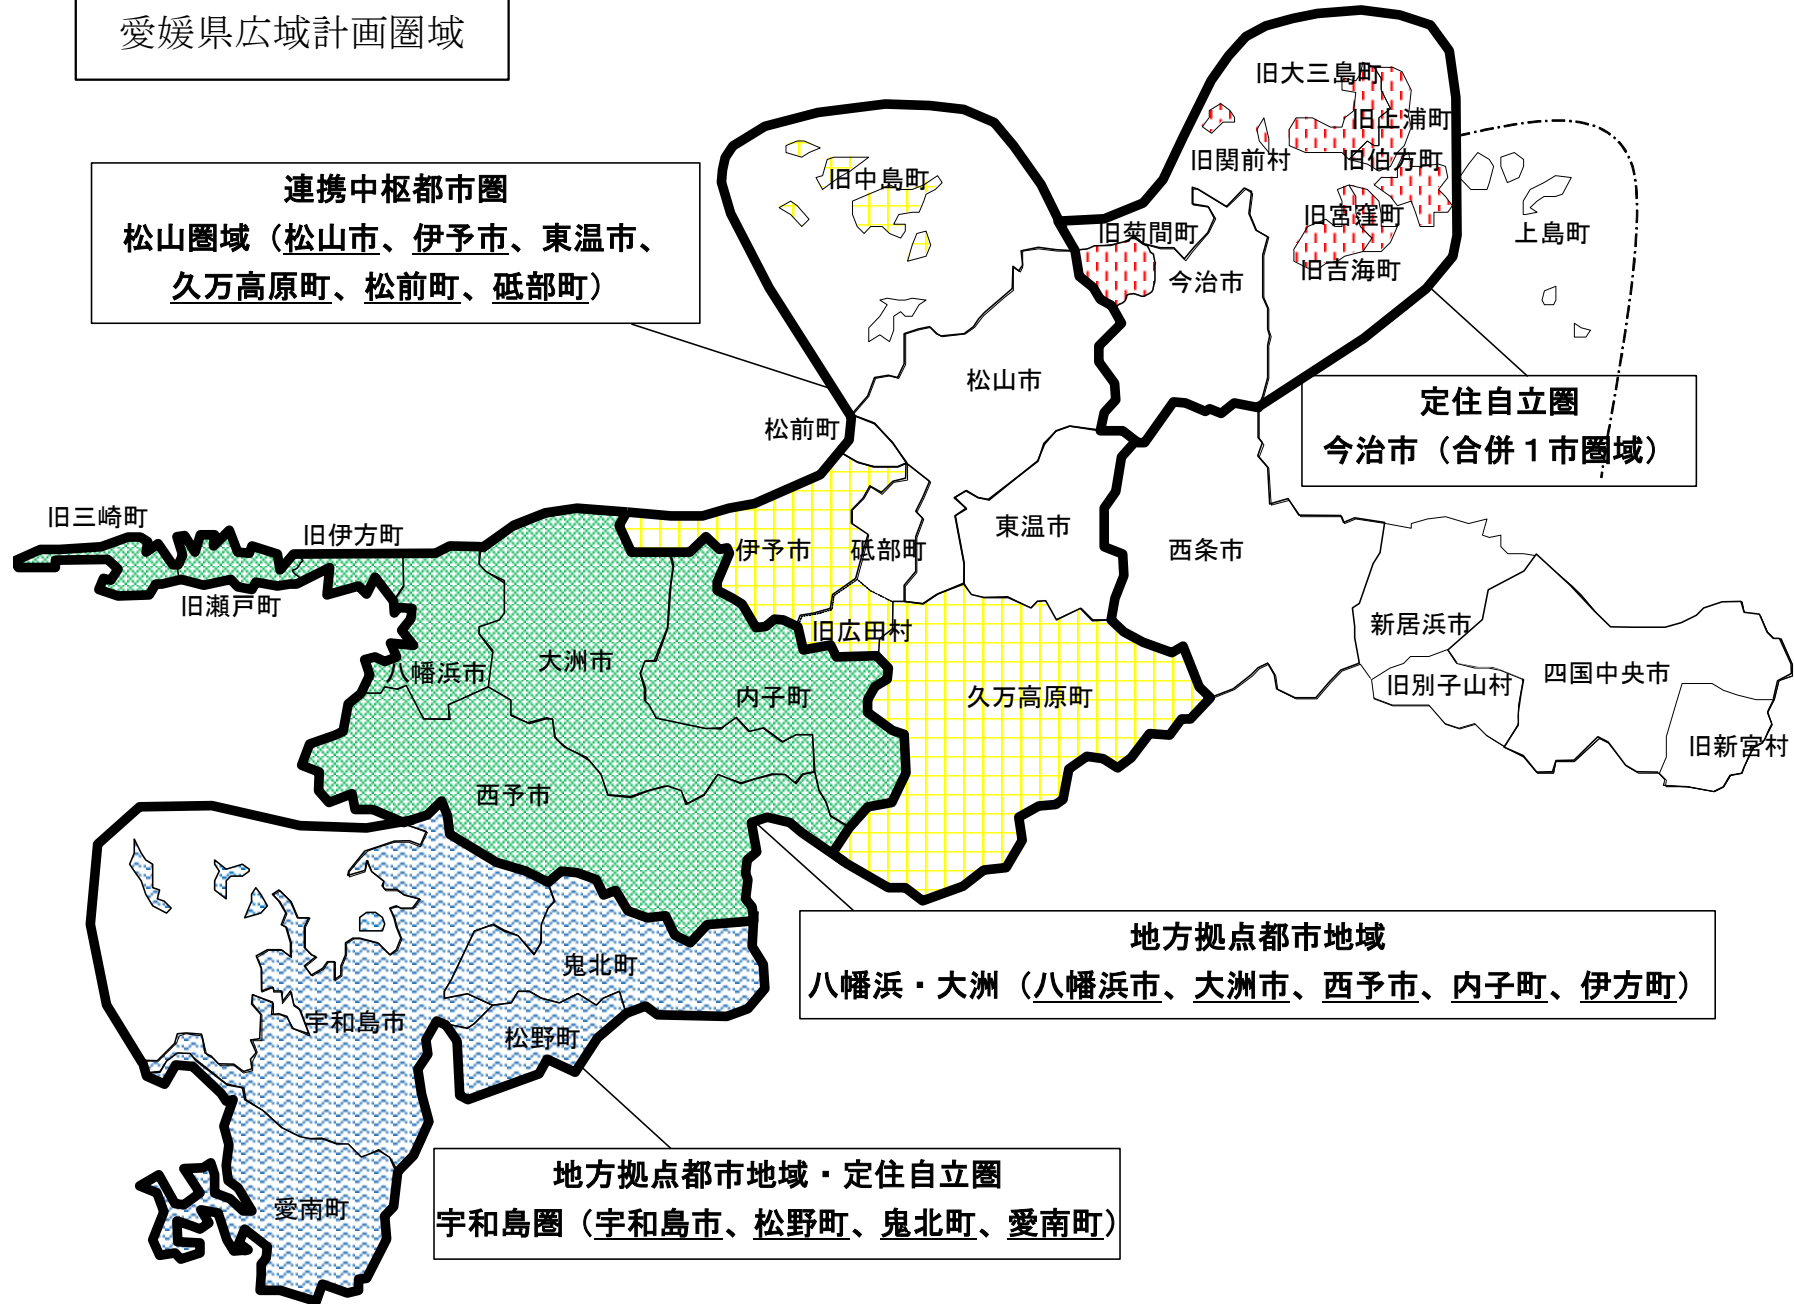 愛媛県広域計画圏域
連携中枢都市圏
松山圏域（松山市、伊予市、東温市、
久万高原町、松前町、砥部町）
旧大三島町
旧上浦町
旧関前村
旧伯方町
旧中島町
旧宮窪町
旧菊間町
上島町
旧吉海町
今治市
松山市
定住自立圏
今治市（合併１市圏域）
松前町
旧三崎町
旧伊方町
伊予市
砥部町
東温市
西条市
旧瀬戸町
旧広田村
新居浜市
八幡浜市
大洲市
内子町
久万高原町
旧別子山村
四国中央市
旧新宮村
西予市
地方拠点都市地域
八幡浜・大洲（八幡浜市、大洲市、西予市、内子町、伊方町）
鬼北町
宇和島市
松野町
地方拠点都市地域・定住自立圏
宇和島圏（宇和島市、松野町、鬼北町、愛南町）
愛南町